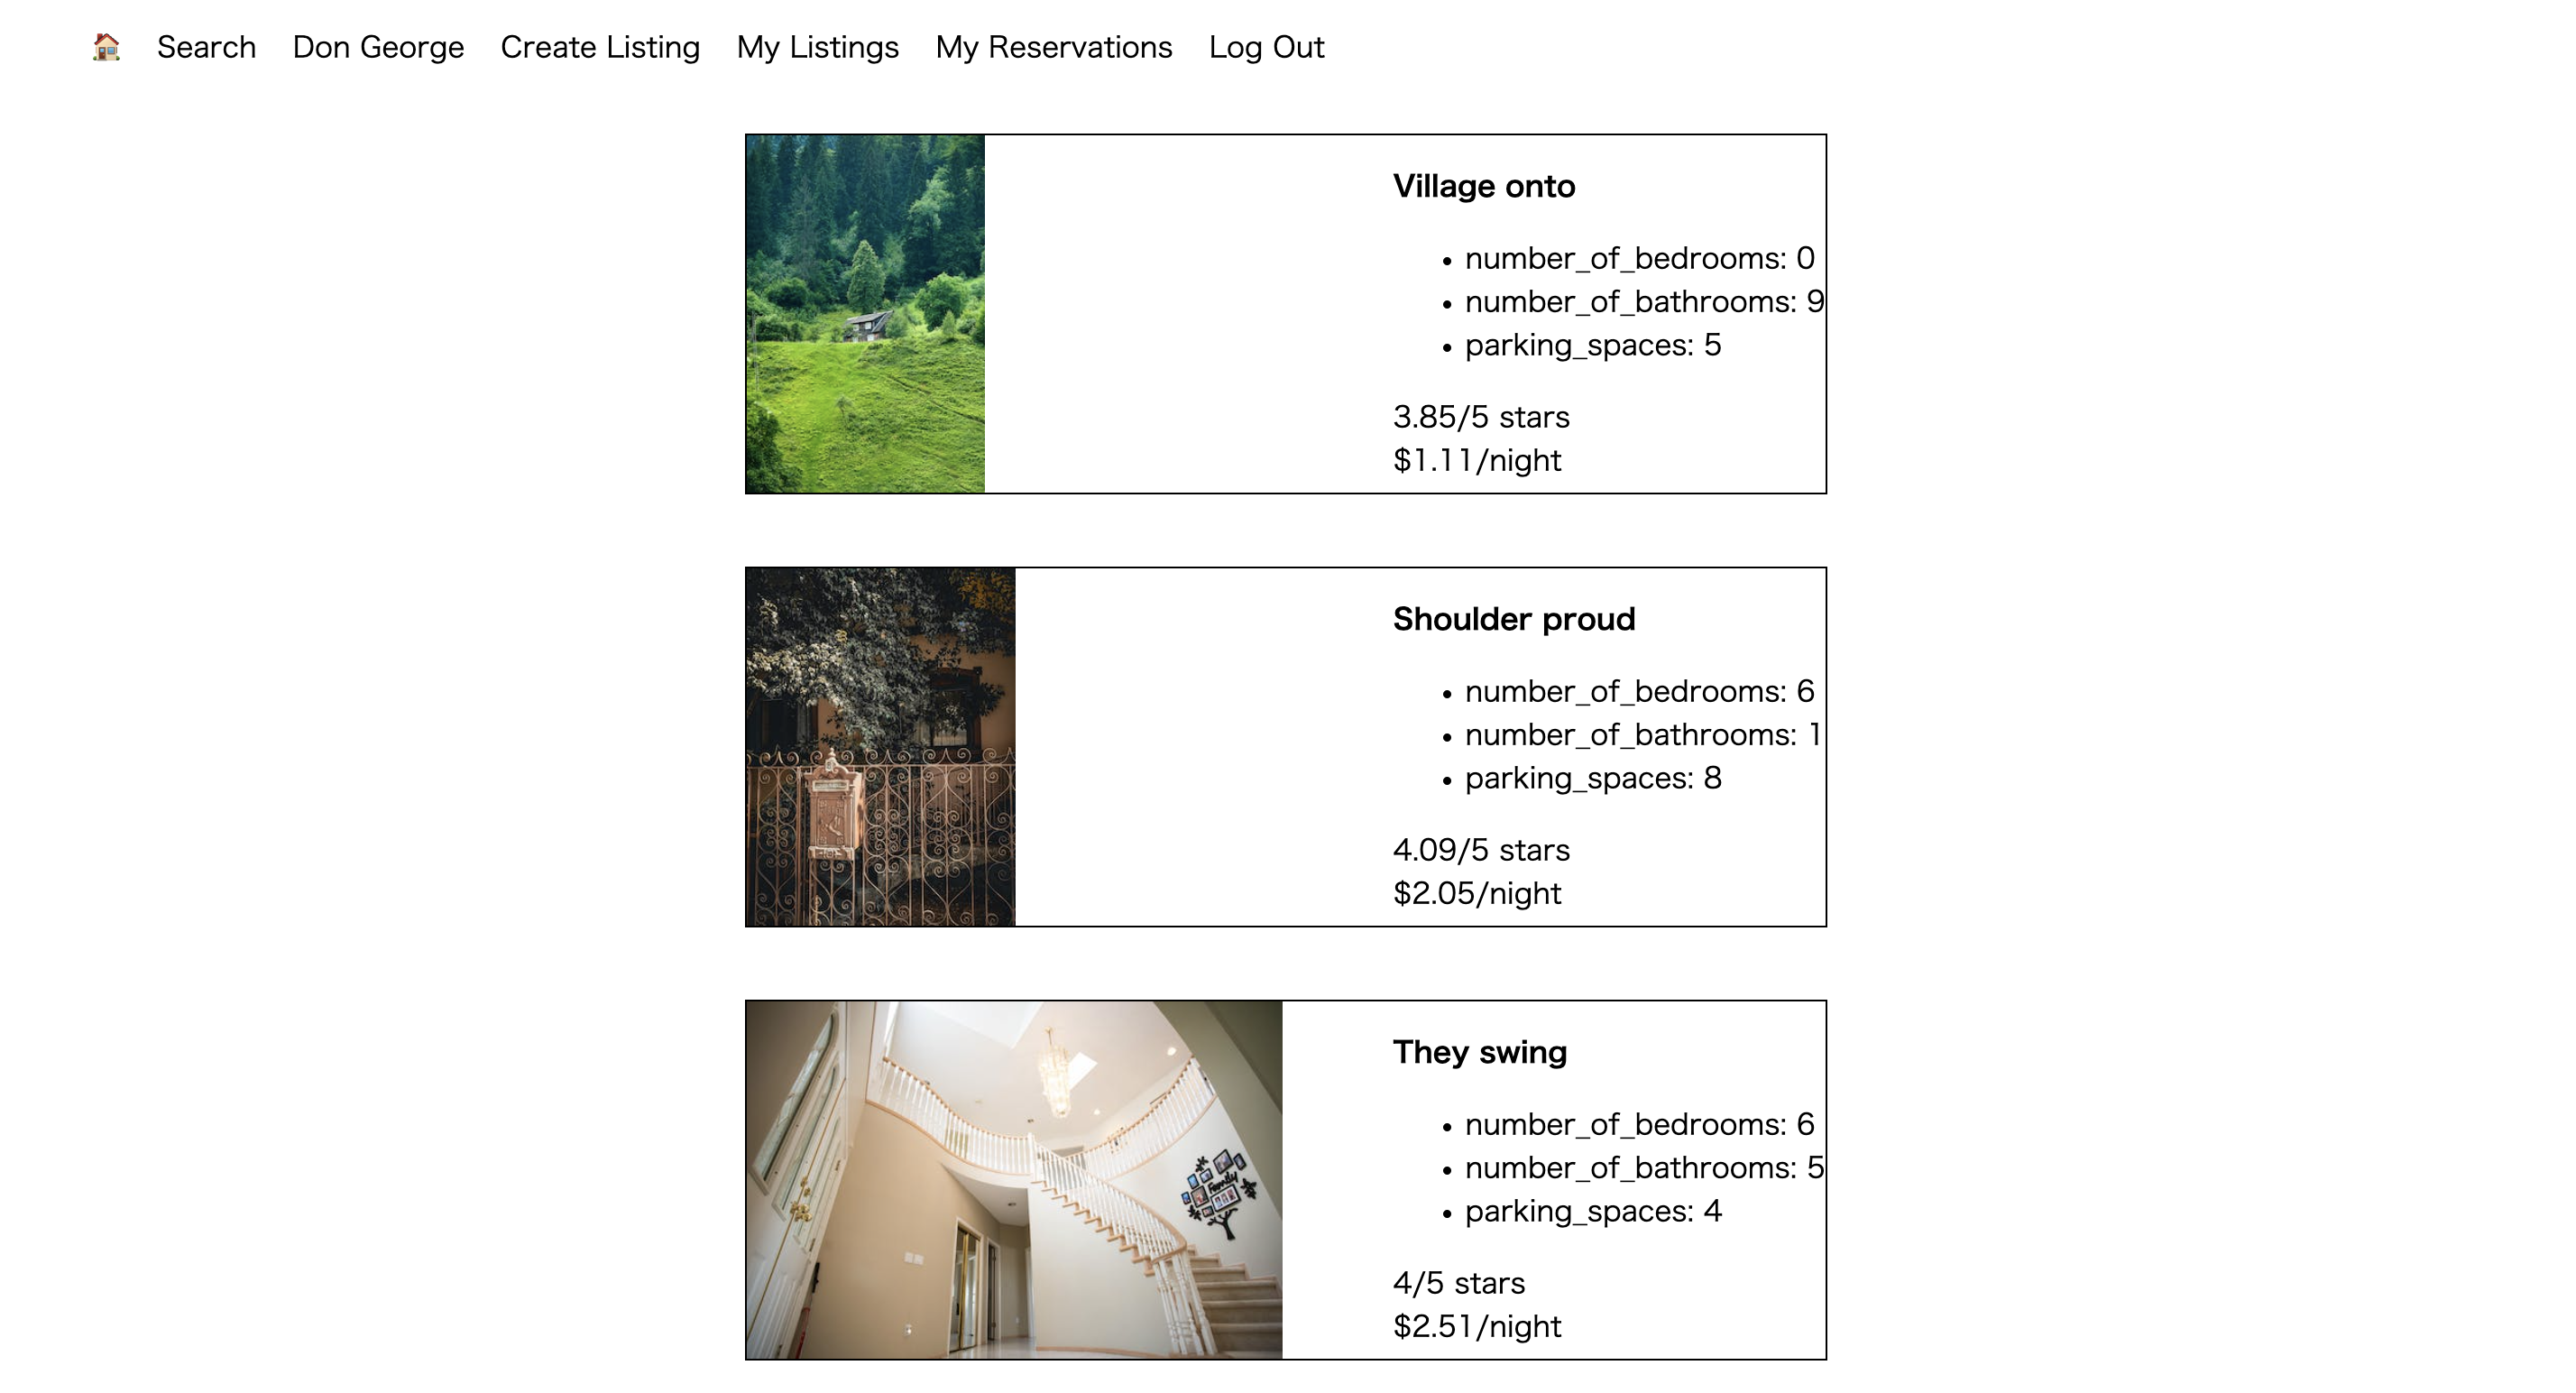 Search Don George Create Listing My Listings My Reservations Log Out
Village onto
number_of_bedrooms: 0
number_of_bathrooms: 9
parking_spaces: 5
3.85/5 stars
$1.11/night
Shoulder proud
number_of_bedrooms: 6
number_of_bathrooms: 1
parking_spaces: 8
4.09/5 stars
$2.05/night
Family
They swing
number_of_bedrooms: 6
number_of_bathrooms: 5
parking_spaces: 4
4/5 stars
$2.51/night